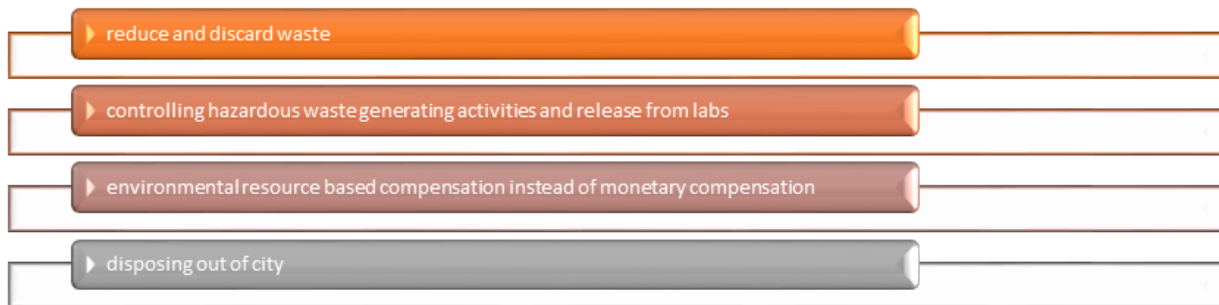 reduce and discard waste
controlling hazardous waste generating activities and release from labs
environmental resource based compensation instead of monetary compensation
disposing out of city